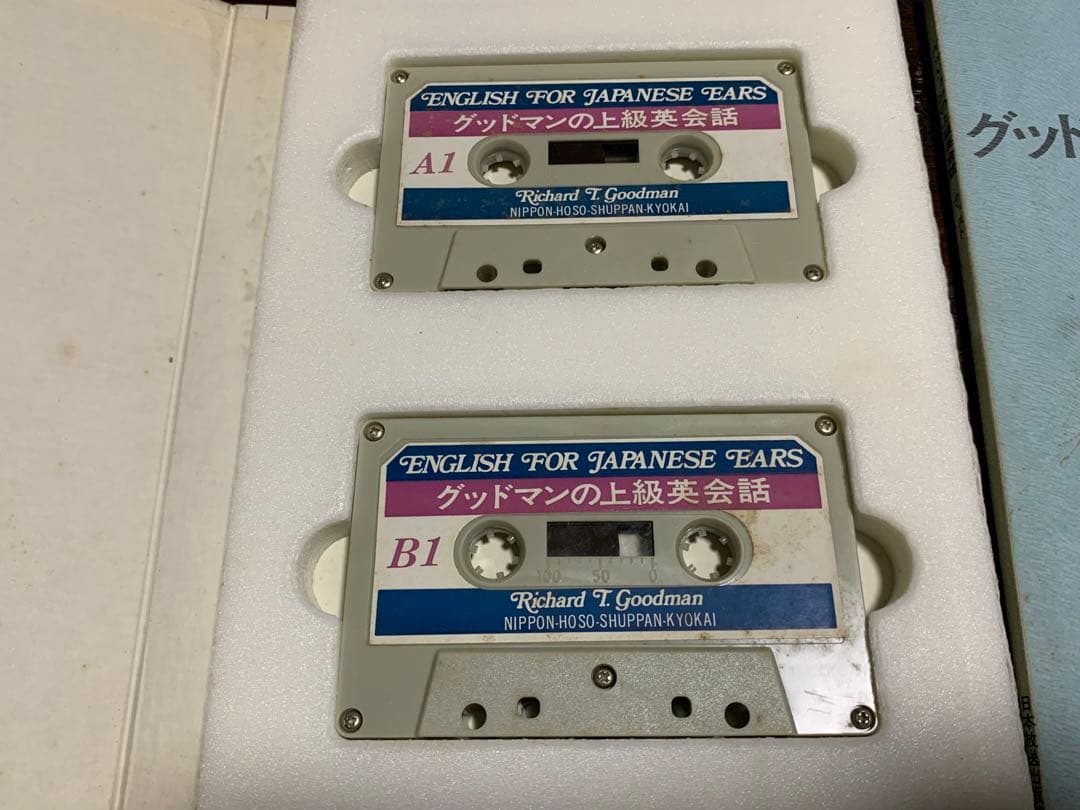 ENGLISH FOR JAPANESE EARS
グッドマンの上級英会話
A1
Richard T. Goodman
NIPPON-HOSO-SHUPPAN-KYOKAI
ENGLISH FOR JAPANESE EARS
グッドマンの上級英会話
B1
100 50 0
Richard T. Goodman
NIPPON-HOSO-SHUPPAN-KYOKAI
グット